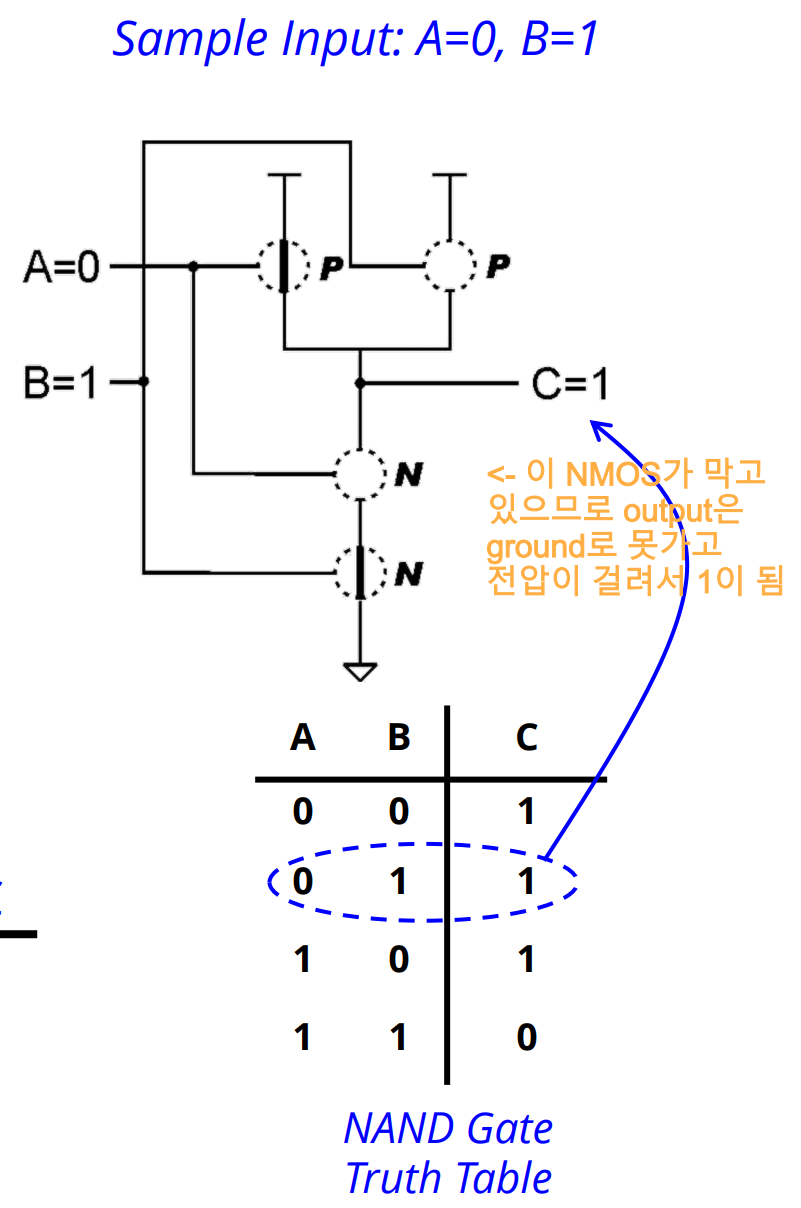 Sample Input: A=0, B=1
A=0
P
P
B=1
C=1
N
<- 이 NMOS가 막고
있으므로 output은
ground로 못가고
전압이 걸려서 1이 됨
N
A B C
0 0 1
0 1 1
1 0 1
1 1 0
NAND Gate
Truth Table